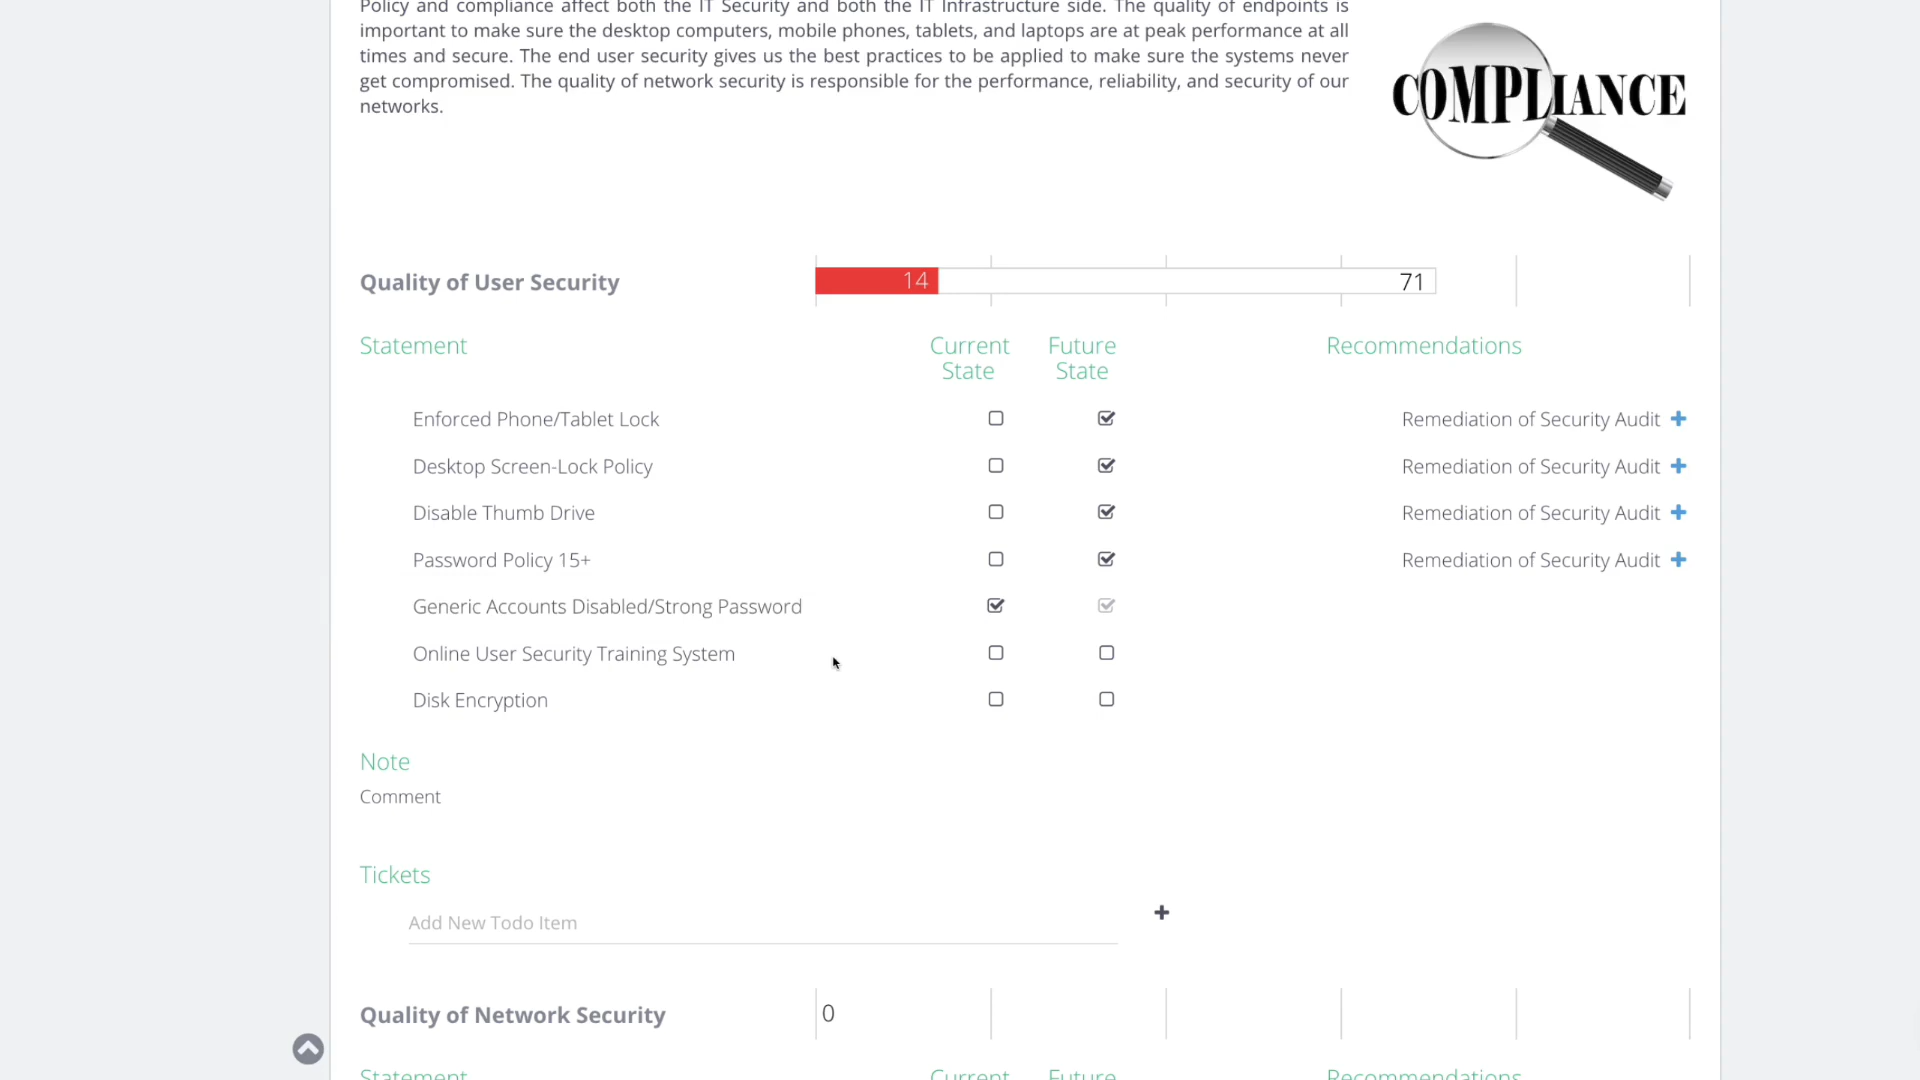 Policy and compliance affect both the IT Security and both the IT Infrastructure side. The quality of endpoints is
important to make sure the desktop computers, mobile phones, tablets, and laptops are at peak performance at all
times and secure. The end user security gives us the best practices to be applied to make sure the systems never
get compromised. The quality of network security is responsible for the performance, reliability, and security of our
networks.
COMPLIANCE
Quality of User Security 14 71
Statement Current State Future State Recommendations
Enforced Phone/Tablet Lock Remediation of Security Audit +
Desktop Screen-Lock Policy Remediation of Security Audit +
Disable Thumb Drive Remediation of Security Audit +
Password Policy 15+ Remediation of Security Audit +
Generic Accounts Disabled/Strong Password
Online User Security Training System
Disk Encryption
Note
Comment
Tickets
Add New Todo Item +
Quality of Network Security 0
Statement Current Future Recommendations